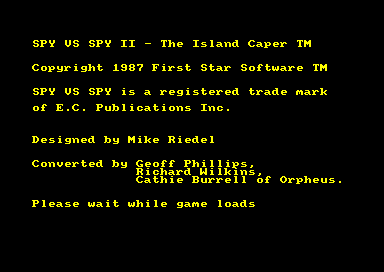 SPY VS SPY II - The Island Caper TM
Copyright 1987 First Star Software TM
SPY VS SPY is a registered trade mark
of E.C. Publications Inc.
Designed by Mike Riedel
Converted by Geoff Phillips,
Richard Wilkins,
Cathie Burrell of Orpheus.
Please wait while game loads